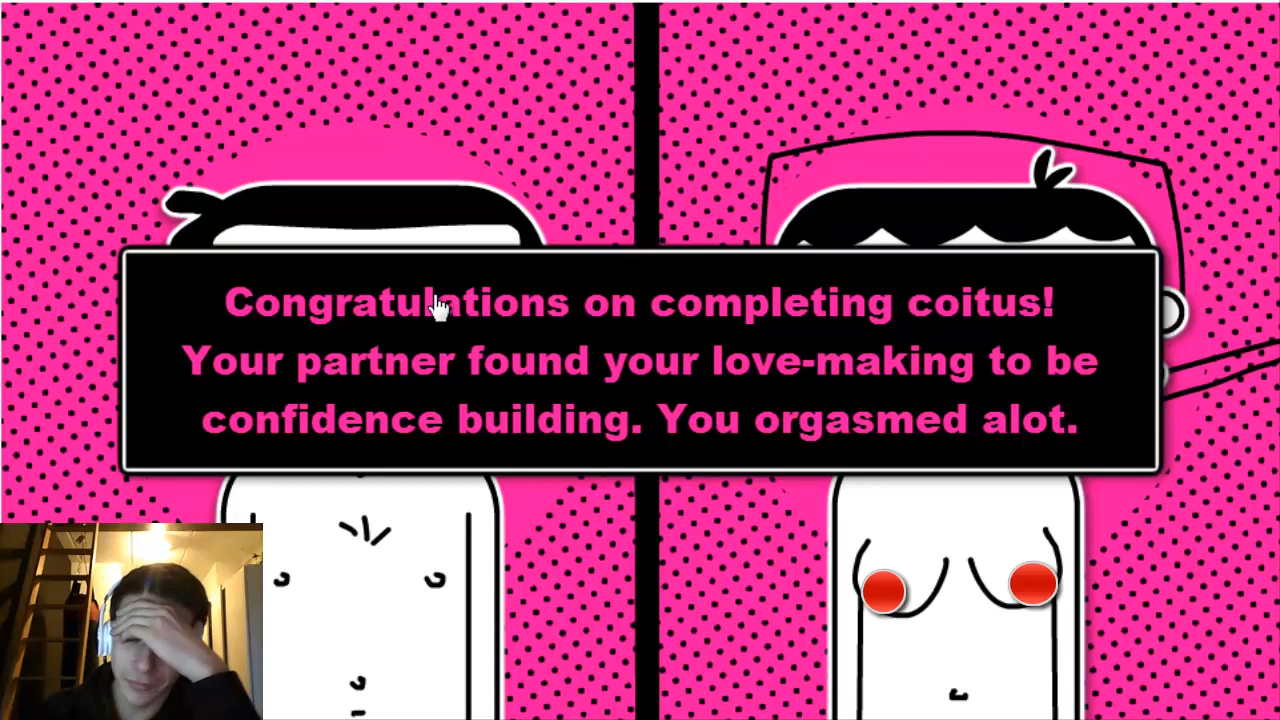 Congratulations on completing coitus!
Your partner found your love-making to be
confidence building. You orgasmed alot.